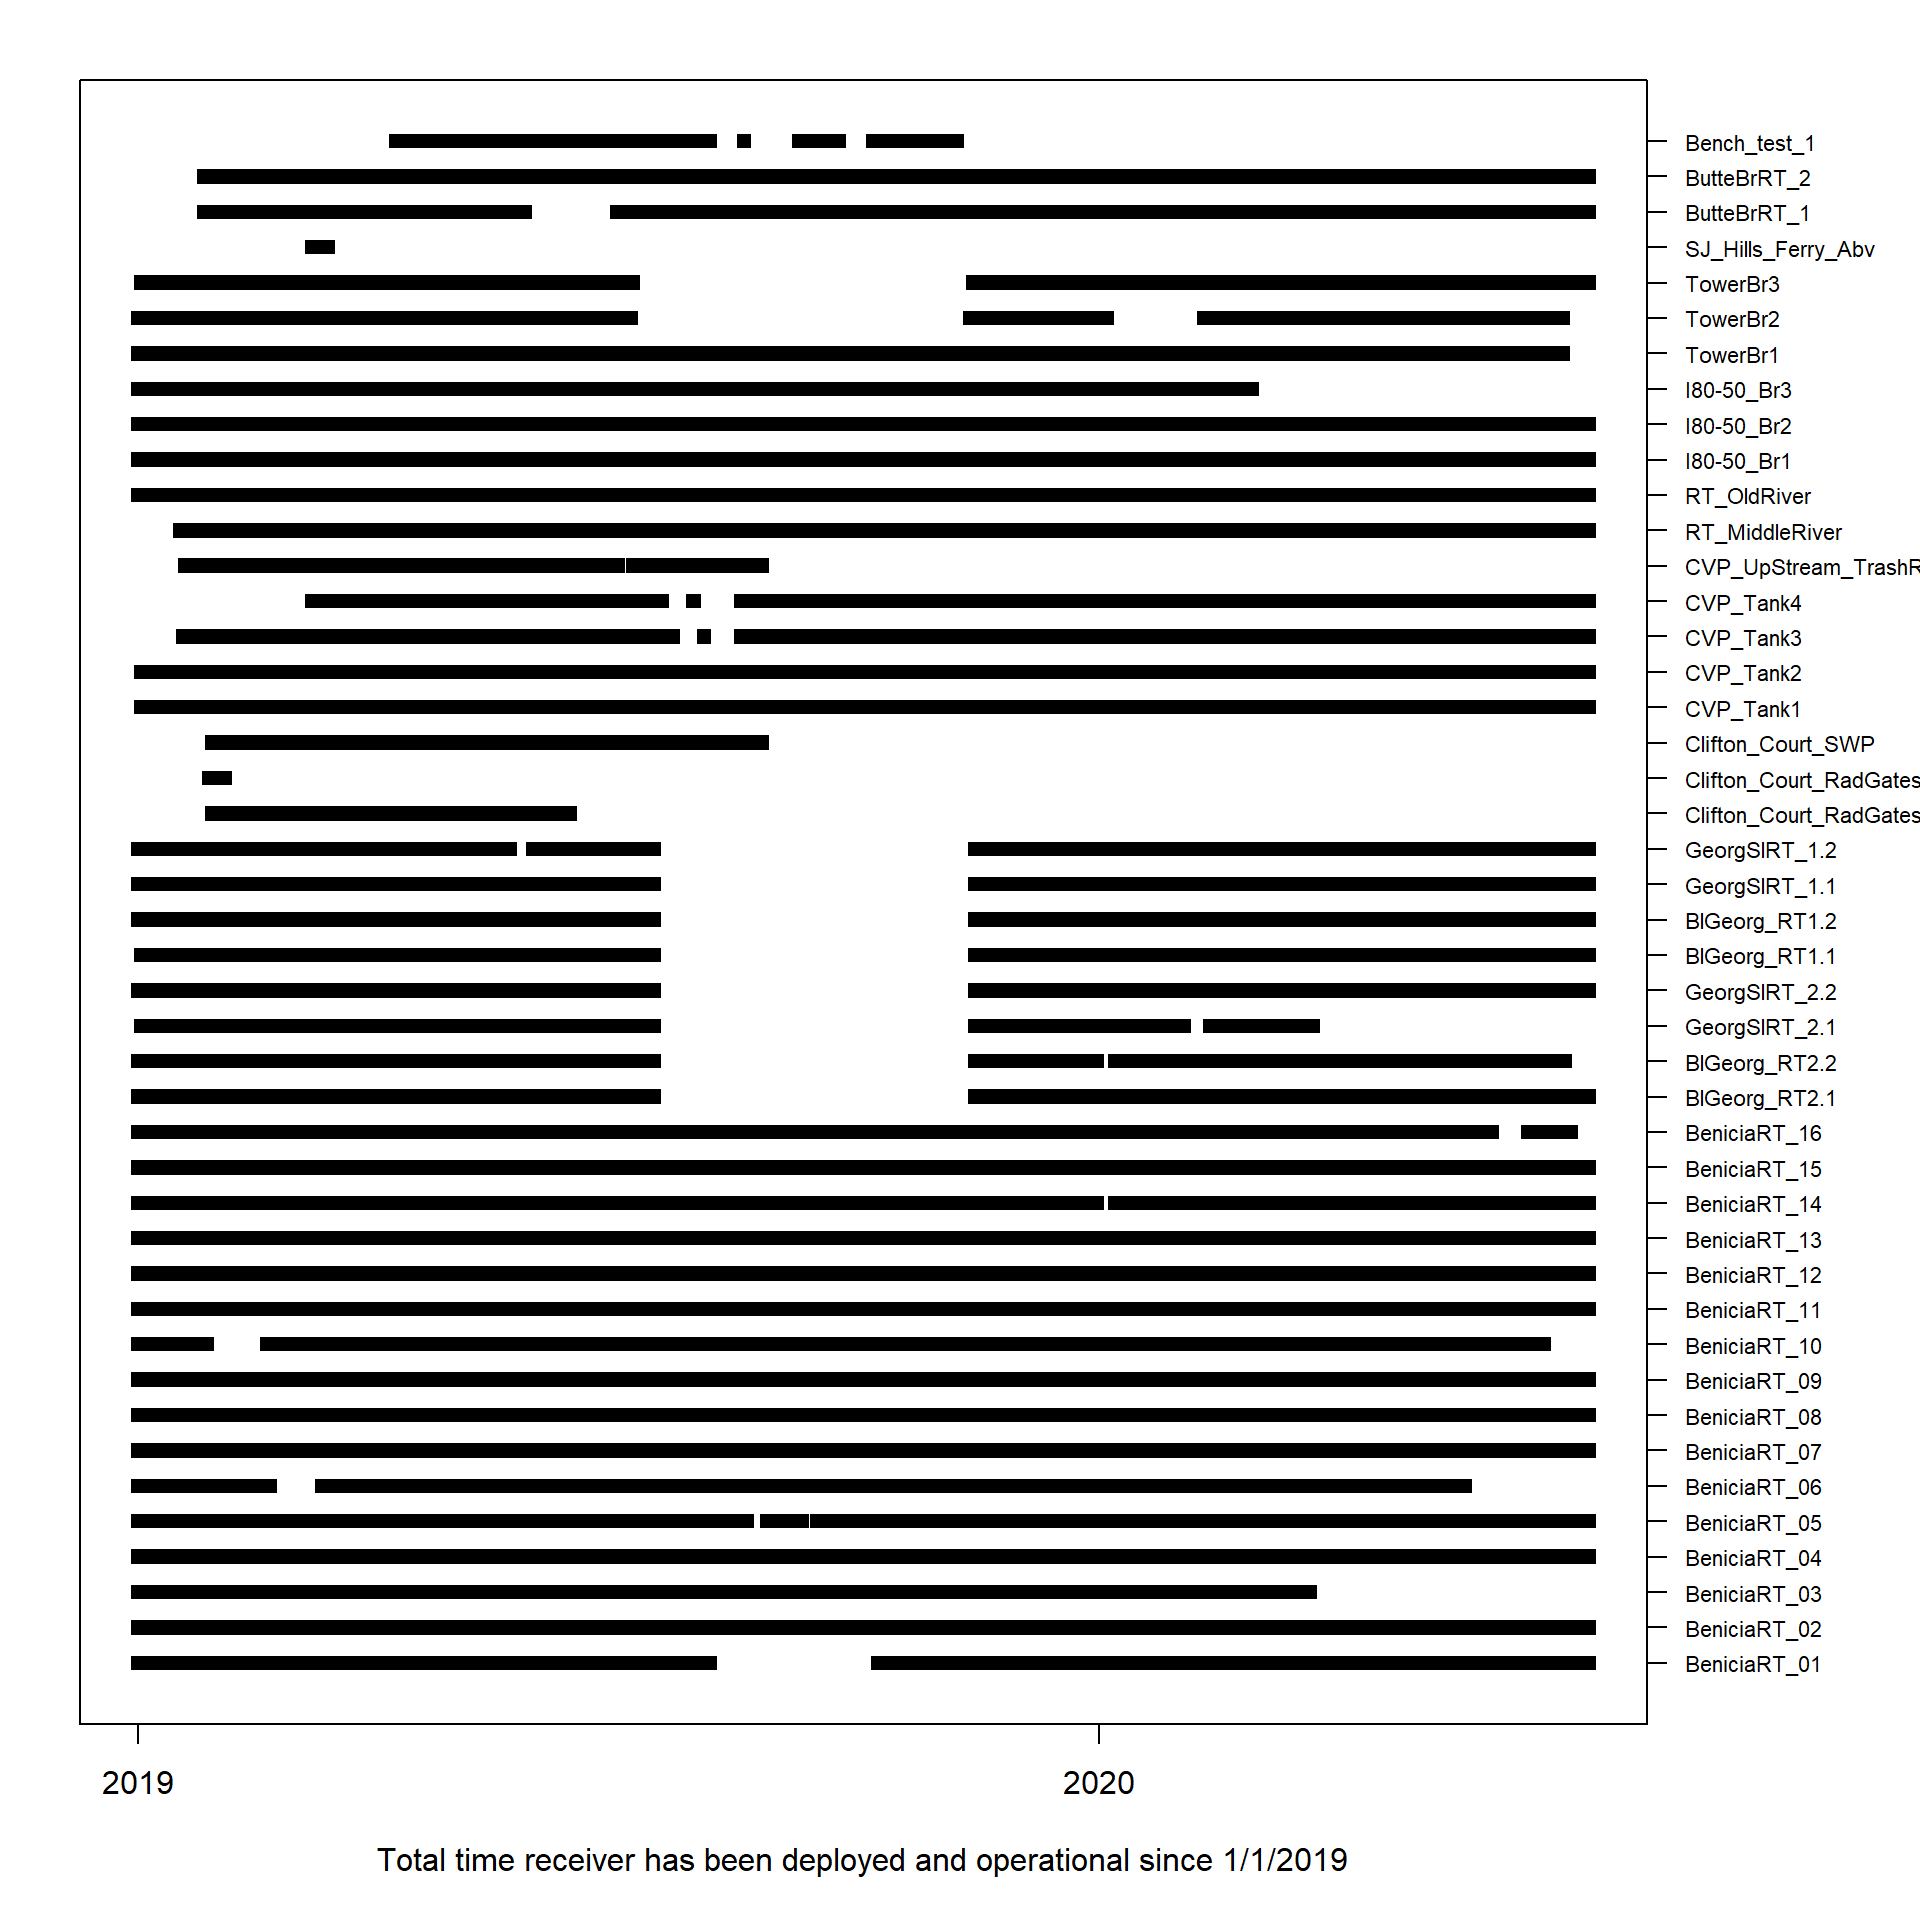 Bench_test_1
ButteBrRT_2
ButteBrRT_1
SJ_Hills_Ferry_Abv
TowerBr3
TowerBr2
TowerBr1
I80-50_Br3
I80-50_Br2
I80-50_Br1
RT_OldRiver
RT_MiddleRiver
CVP_UpStream_TrashR
CVP_Tank4
CVP_Tank3
CVP_Tank2
CVP_Tank1
Clifton_Court_SWP
Clifton_Court_RadGates
Clifton_Court_RadGates
GeorgSlRT_1.2
GeorgSlRT_1.1
BlGeorg_RT1.2
BlGeorg_RT1.1
GeorgSlRT_2.2
GeorgSlRT_2.1
BlGeorg_RT2.2
BlGeorg_RT2.1
BeniciaRT_16
BeniciaRT_15
BeniciaRT_14
BeniciaRT_13
BeniciaRT_12
BeniciaRT_11
BeniciaRT_10
BeniciaRT_09
BeniciaRT_08
BeniciaRT_07
BeniciaRT_06
BeniciaRT_05
BeniciaRT_04
BeniciaRT_03
BeniciaRT_02
BeniciaRT_01
2019 2020
Total time receiver has been deployed and operational since 1/1/2019